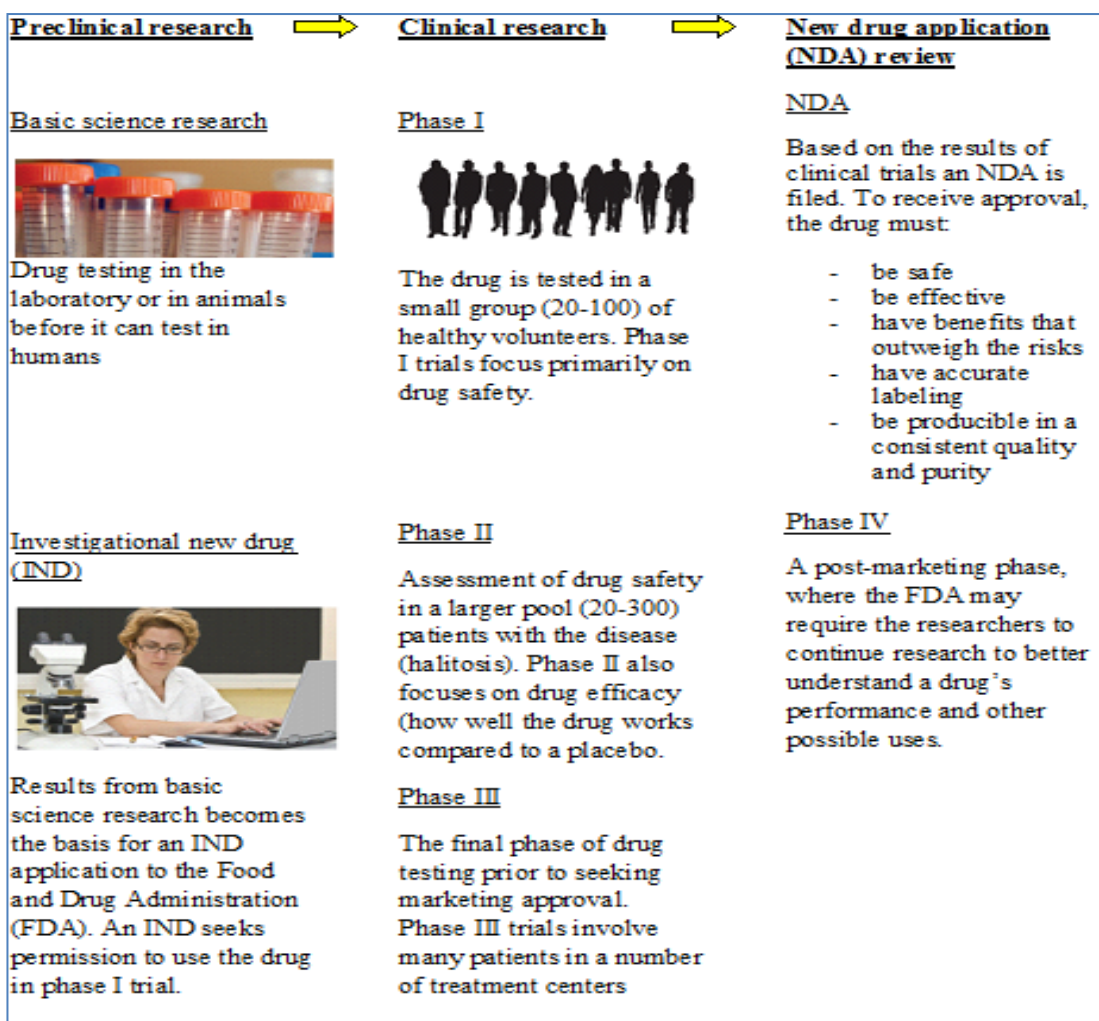 Preclinical research
Basic science research
Drug testing in the
laboratory or in animals
before it can test in
humans
Investigational new drug
(IND)
Results from basic
science research becomes
the basis for an IND
application to the Food
and Drug Administration
(FDA). An IND seeks
permission to use the drug
in phase I trial.
Clinical research
Phase I
The drug is tested in a
small group (20-100) of
healthy volunteers. Phase
I trials focus primarily on
drug safety.
Phase II
Assessment of drug safety
in a larger pool (20-300)
patients with the disease
(halitosis). Phase II also
focuses on drug efficacy
(how well the drug works
compared to a placebo.
Phase III
The final phase of drug
testing prior to seeking
marketing approval.
Phase III trials involve
many patients in a number
of treatment centers
New drug application
(NDA) review
NDA
Based on the results of
clinical trials an NDA is
filed. To receive approval,
the drug must:
- be safe
- be effective
- have benefits that
outweigh the risks
- have accurate
labeling
- be producible in a
consistent quality
and purity
Phase IV
A post-marketing phase,
where the FDA may
require the researchers to
continue research to better
understand a drug's
performance and other
possible uses.